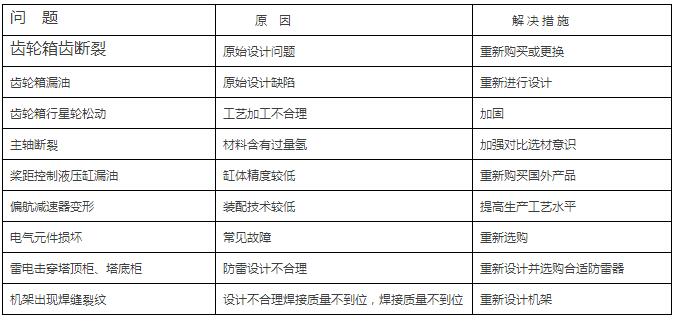 问 题 原 因 解 决 措 施
齿轮箱齿断裂 原始设计问题 重新购买或更换
齿轮箱漏油 原始设计缺陷 重新进行设计
齿轮箱行星轮松动 工艺加工不合理 加固
主轴断裂 材料含有过量氢 加强对比选材意识
桨距控制液压缸漏油 缸体精度较低 重新购买国外产品
偏航减速器变形 装配技术较低 提高生产工艺水平
电气元件损坏 常见故障 重新选购
雷电击穿塔顶柜、塔底柜 防雷设计不合理 重新设计并选购合适防雷器
机架出现焊缝裂纹 设计不合理焊接质量不到位，焊接质量不到位 重新设计机架